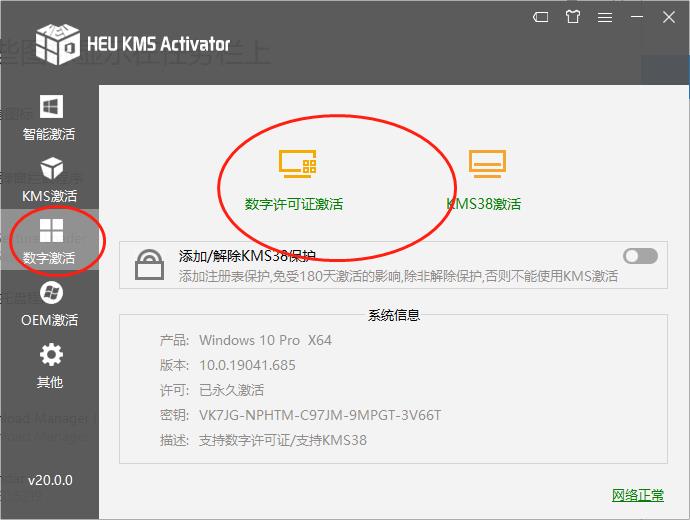 HEU KMS Activator
智能激活
KMS激活
数字激活
OEM激活
其他
v20.0.0
数字许可证激活
KMS38激活
添加/解除KMS38保护
添加注册表保护,免受180天激活的影响,除非解除保护,否则不能使用KMS激活
系统信息
产品: Windows 10 Pro X64
版本: 10.0.19041.685
许可: 已永久激活
密钥: VK7JG-NPHTM-C97JM-9MPGT-3V66T
描述: 支持数字许可证/支持KMS38
网络正常